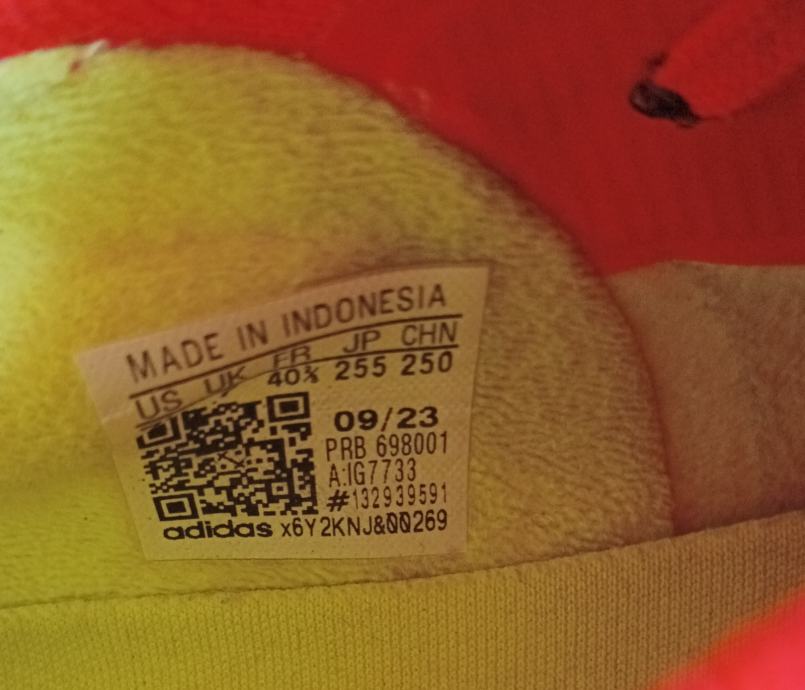 MADE IN INDONESIA
US UK FR JP CHN
40⅔ 255 250
09/23
PRB 698001
A:IG7733
#132939591
adidas x6Y2KNJ&00269